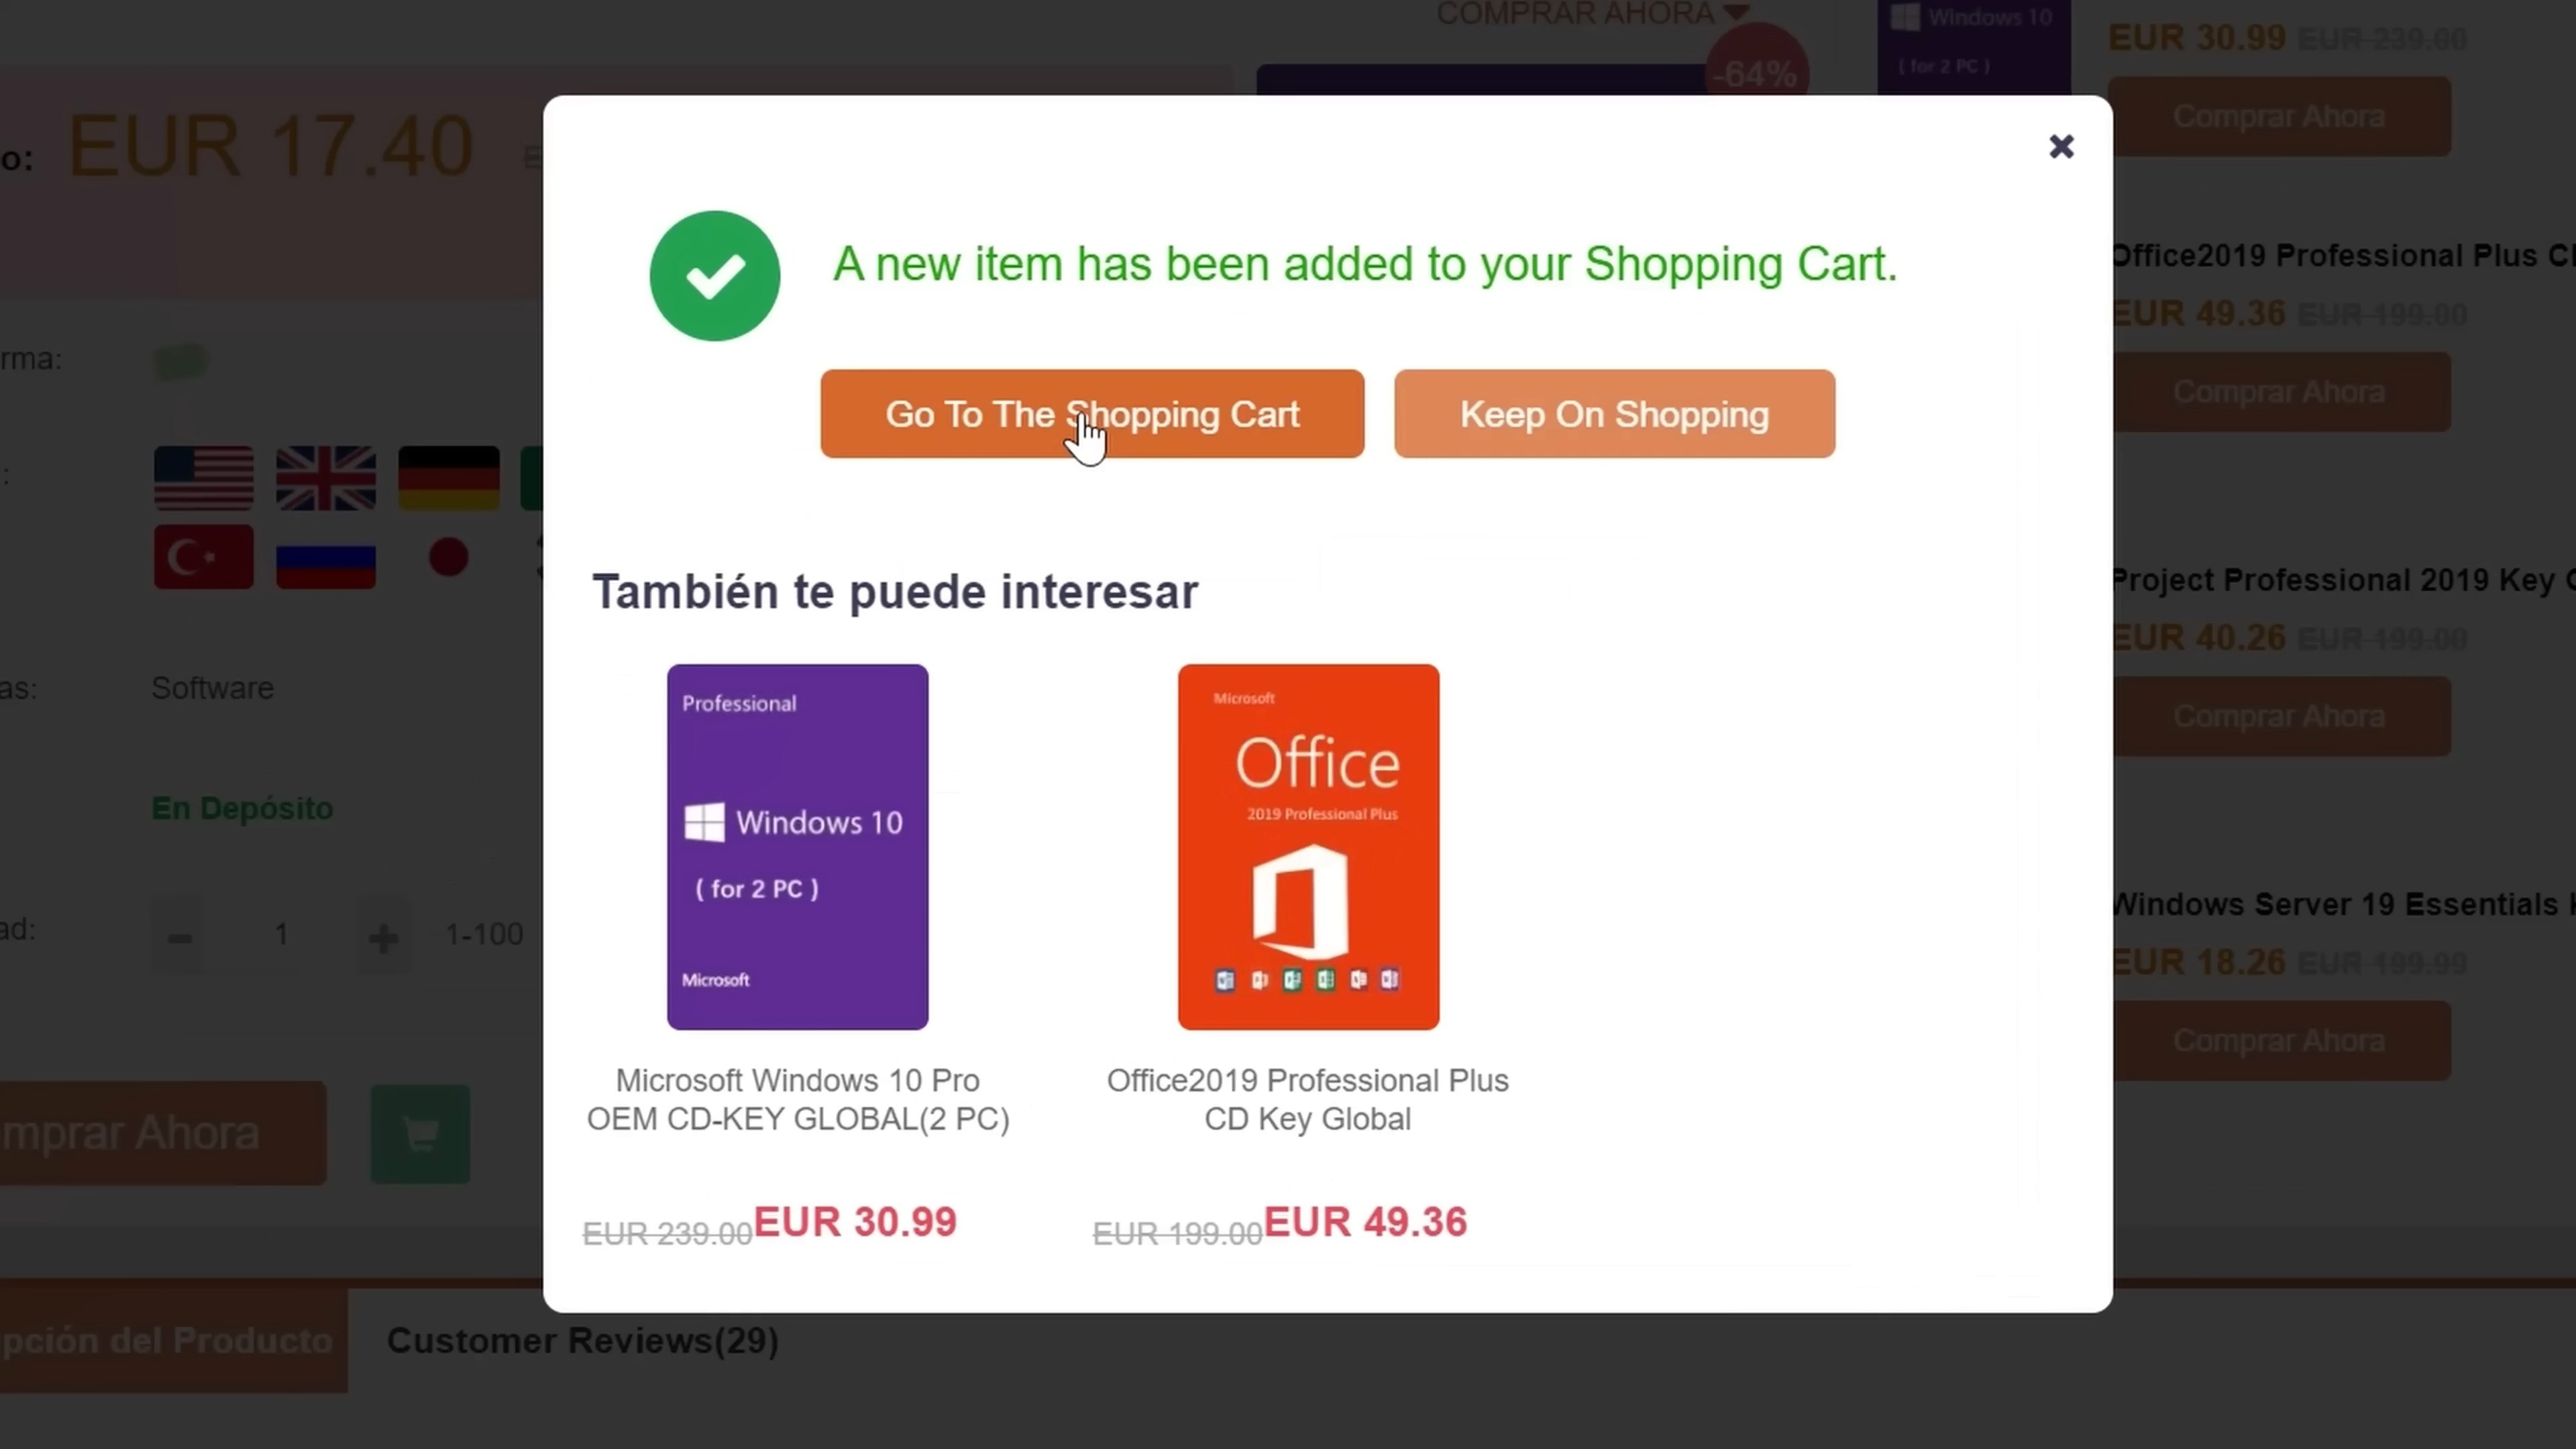 COMPRAR AHORA
-64%
Windows 10
( for 2 PC )
EUR 30.99 EUR 239.00
Comprar Ahora
o: EUR 17.40
A new item has been added to your Shopping Cart.
Go To The Shopping Cart
Keep On Shopping
Office2019 Professional Plus
EUR 49.36 EUR 199.00
Comprar Ahora
rma:
:
También te puede interesar
Project Professional 2019 Key
EUR 40.26 EUR 199.00
Comprar Ahora
as: Software
En Depósito
ad: 1 1-100
Professional
Windows 10
( for 2 PC )
Microsoft
Microsoft
Office
2019 Professional Plus
Windows Server 19 Essentials
EUR 18.26 EUR 199.99
Comprar Ahora
Microsoft Windows 10 Pro
OEM CD-KEY GLOBAL(2 PC)
Office2019 Professional Plus
CD Key Global
mprar Ahora
EUR 239.00 EUR 30.99
EUR 199.00 EUR 49.36
pción del Producto
Customer Reviews(29)